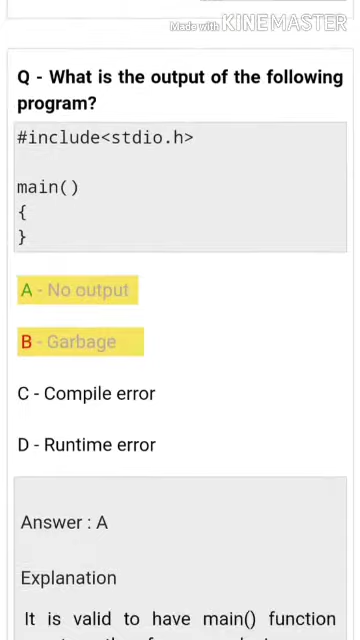 Made with KINEMASTER
Q - What is the output of the following
program?
#include<stdio.h>
main()
{
}
A - No output
B - Garbage
C - Compile error
D - Runtime error
Answer : A
Explanation
It is valid to have main() function